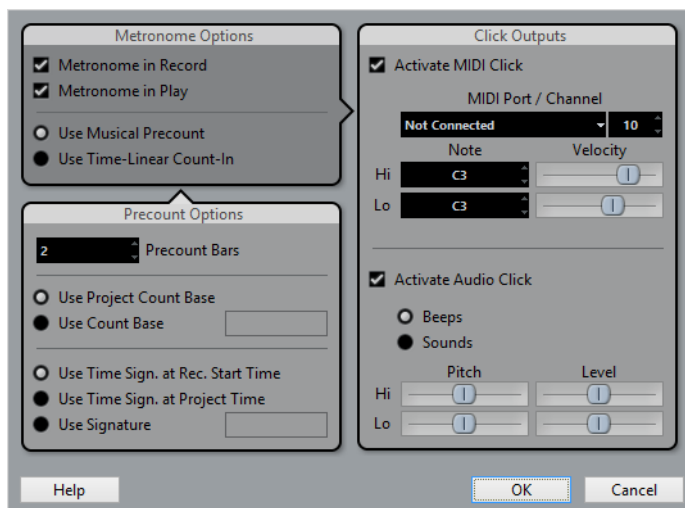 Metronome Options
Metronome in Record
Metronome in Play
Use Musical Precount
Use Time-Linear Count-In
Precount Options
2 Precount Bars
Use Project Count Base
Use Count Base
Use Time Sign. at Rec. Start Time
Use Time Sign. at Project Time
Use Signature
Click Outputs
Activate MIDI Click
MIDI Port / Channel
Not Connected 10
Note Velocity
Hi C3
Lo C3
Activate Audio Click
Beeps
Sounds
Pitch Level
Hi
Lo
Help OK Cancel